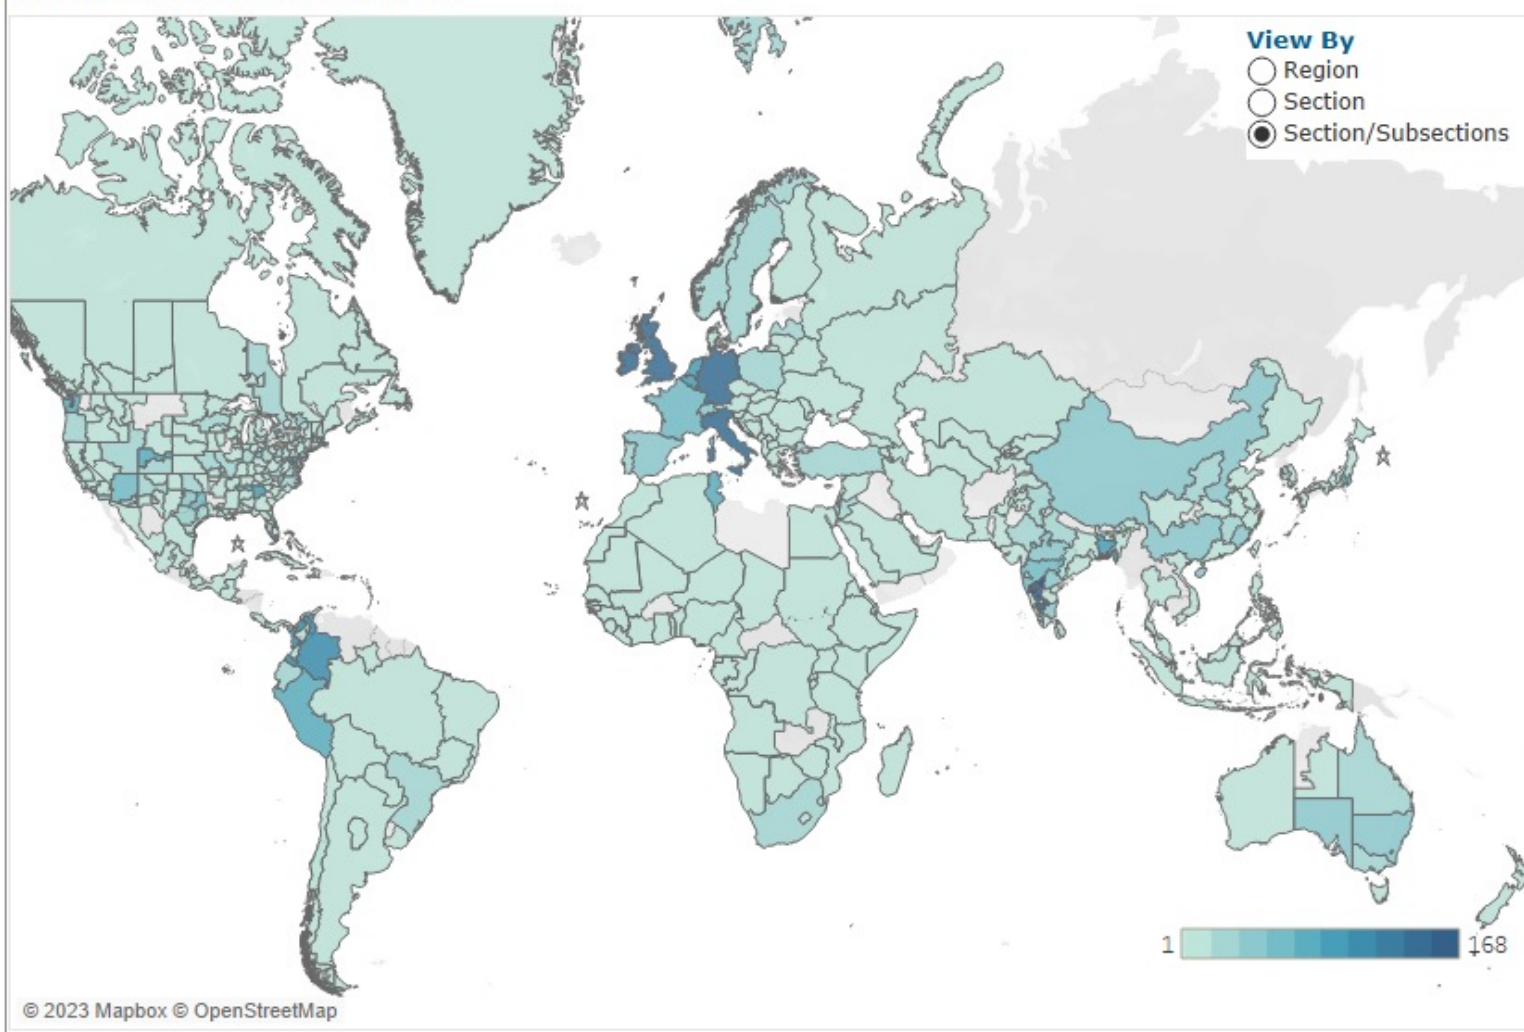 View By
Region
Section
Section/Subsections
1 168
© 2023 Mapbox © OpenStreetMap